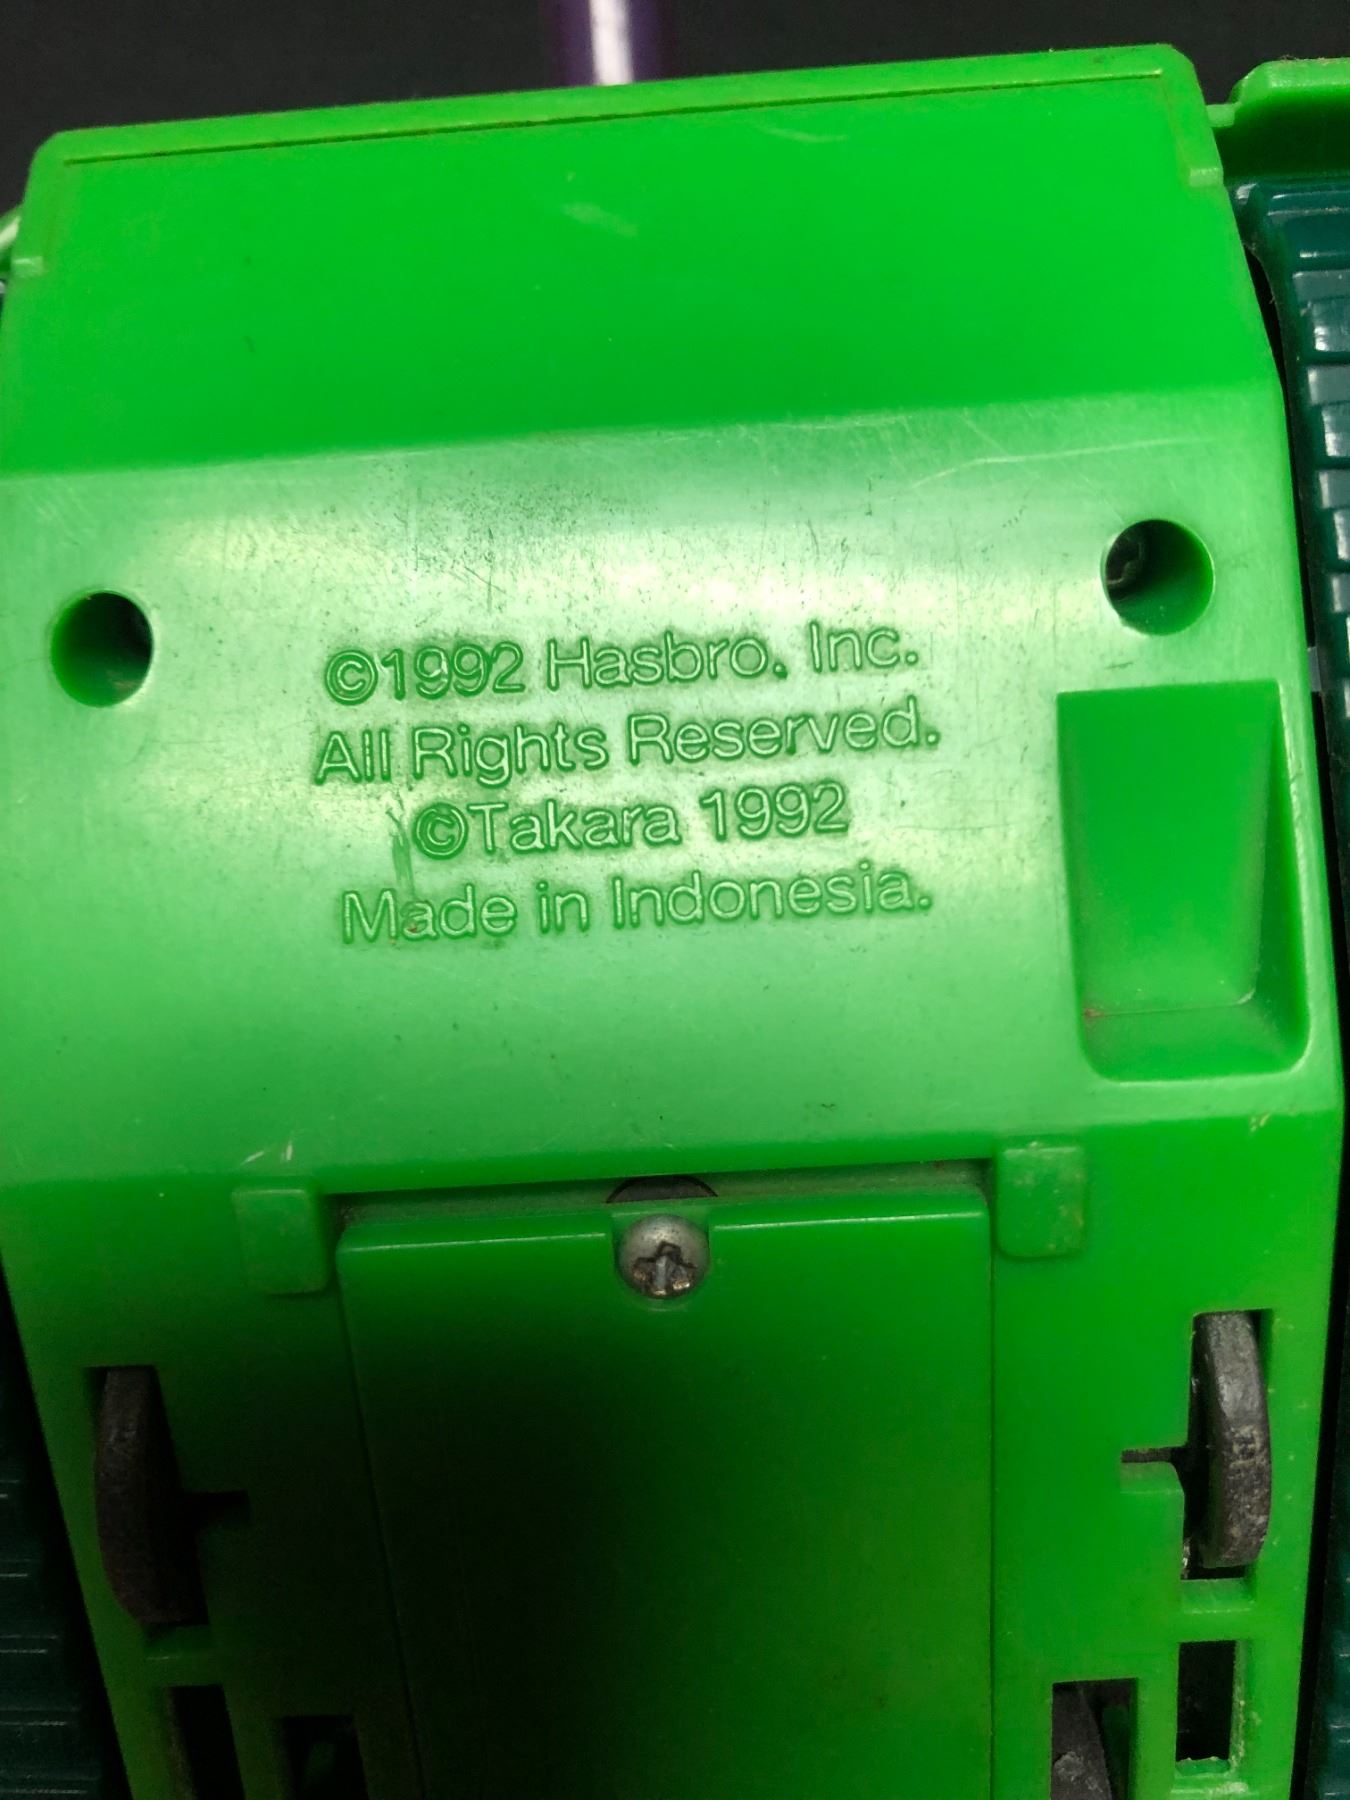 ©1992 Hasbro, Inc.
All Rights Reserved.
©Takara 1992
Made in Indonesia.